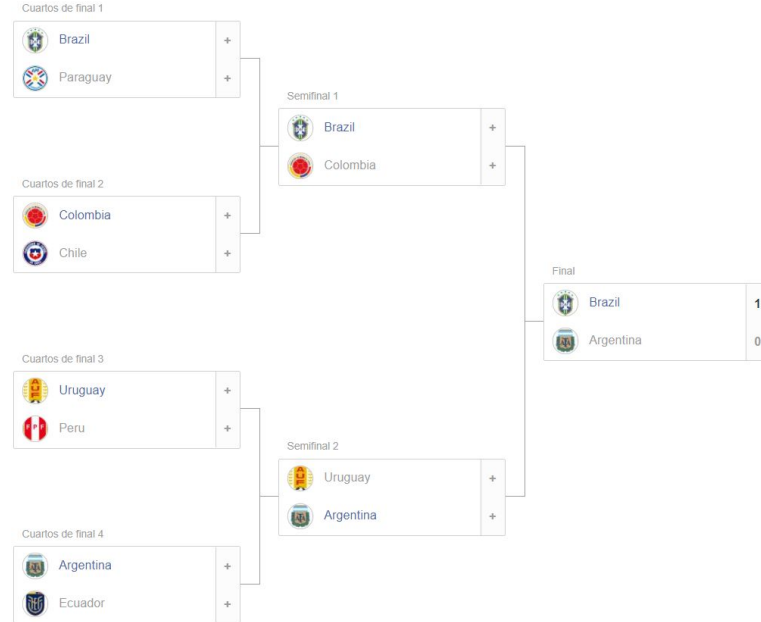 Cuartos de final 1
Brazil +
Paraguay +
Semifinal 1
Brazil +
Colombia +
Cuartos de final 2
Colombia +
Chile +
Final
Brazil 1
Argentina 0
Cuartos de final 3
Uruguay +
Peru +
Semifinal 2
Uruguay +
Argentina +
Cuartos de final 4
Argentina +
Ecuador +